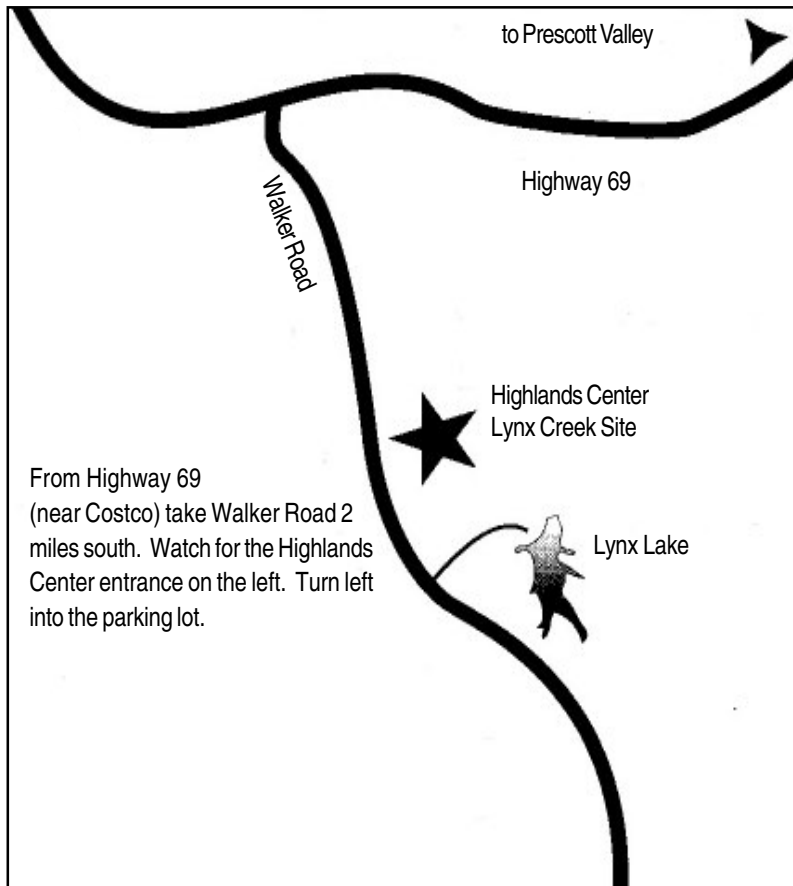 to Prescott Valley
Highway 69
Walker Road
Highlands Center
Lynx Creek Site
From Highway 69
(near Costco) take Walker Road 2
miles south.  Watch for the Highlands
Center entrance on the left.  Turn left
into the parking lot.
Lynx Lake